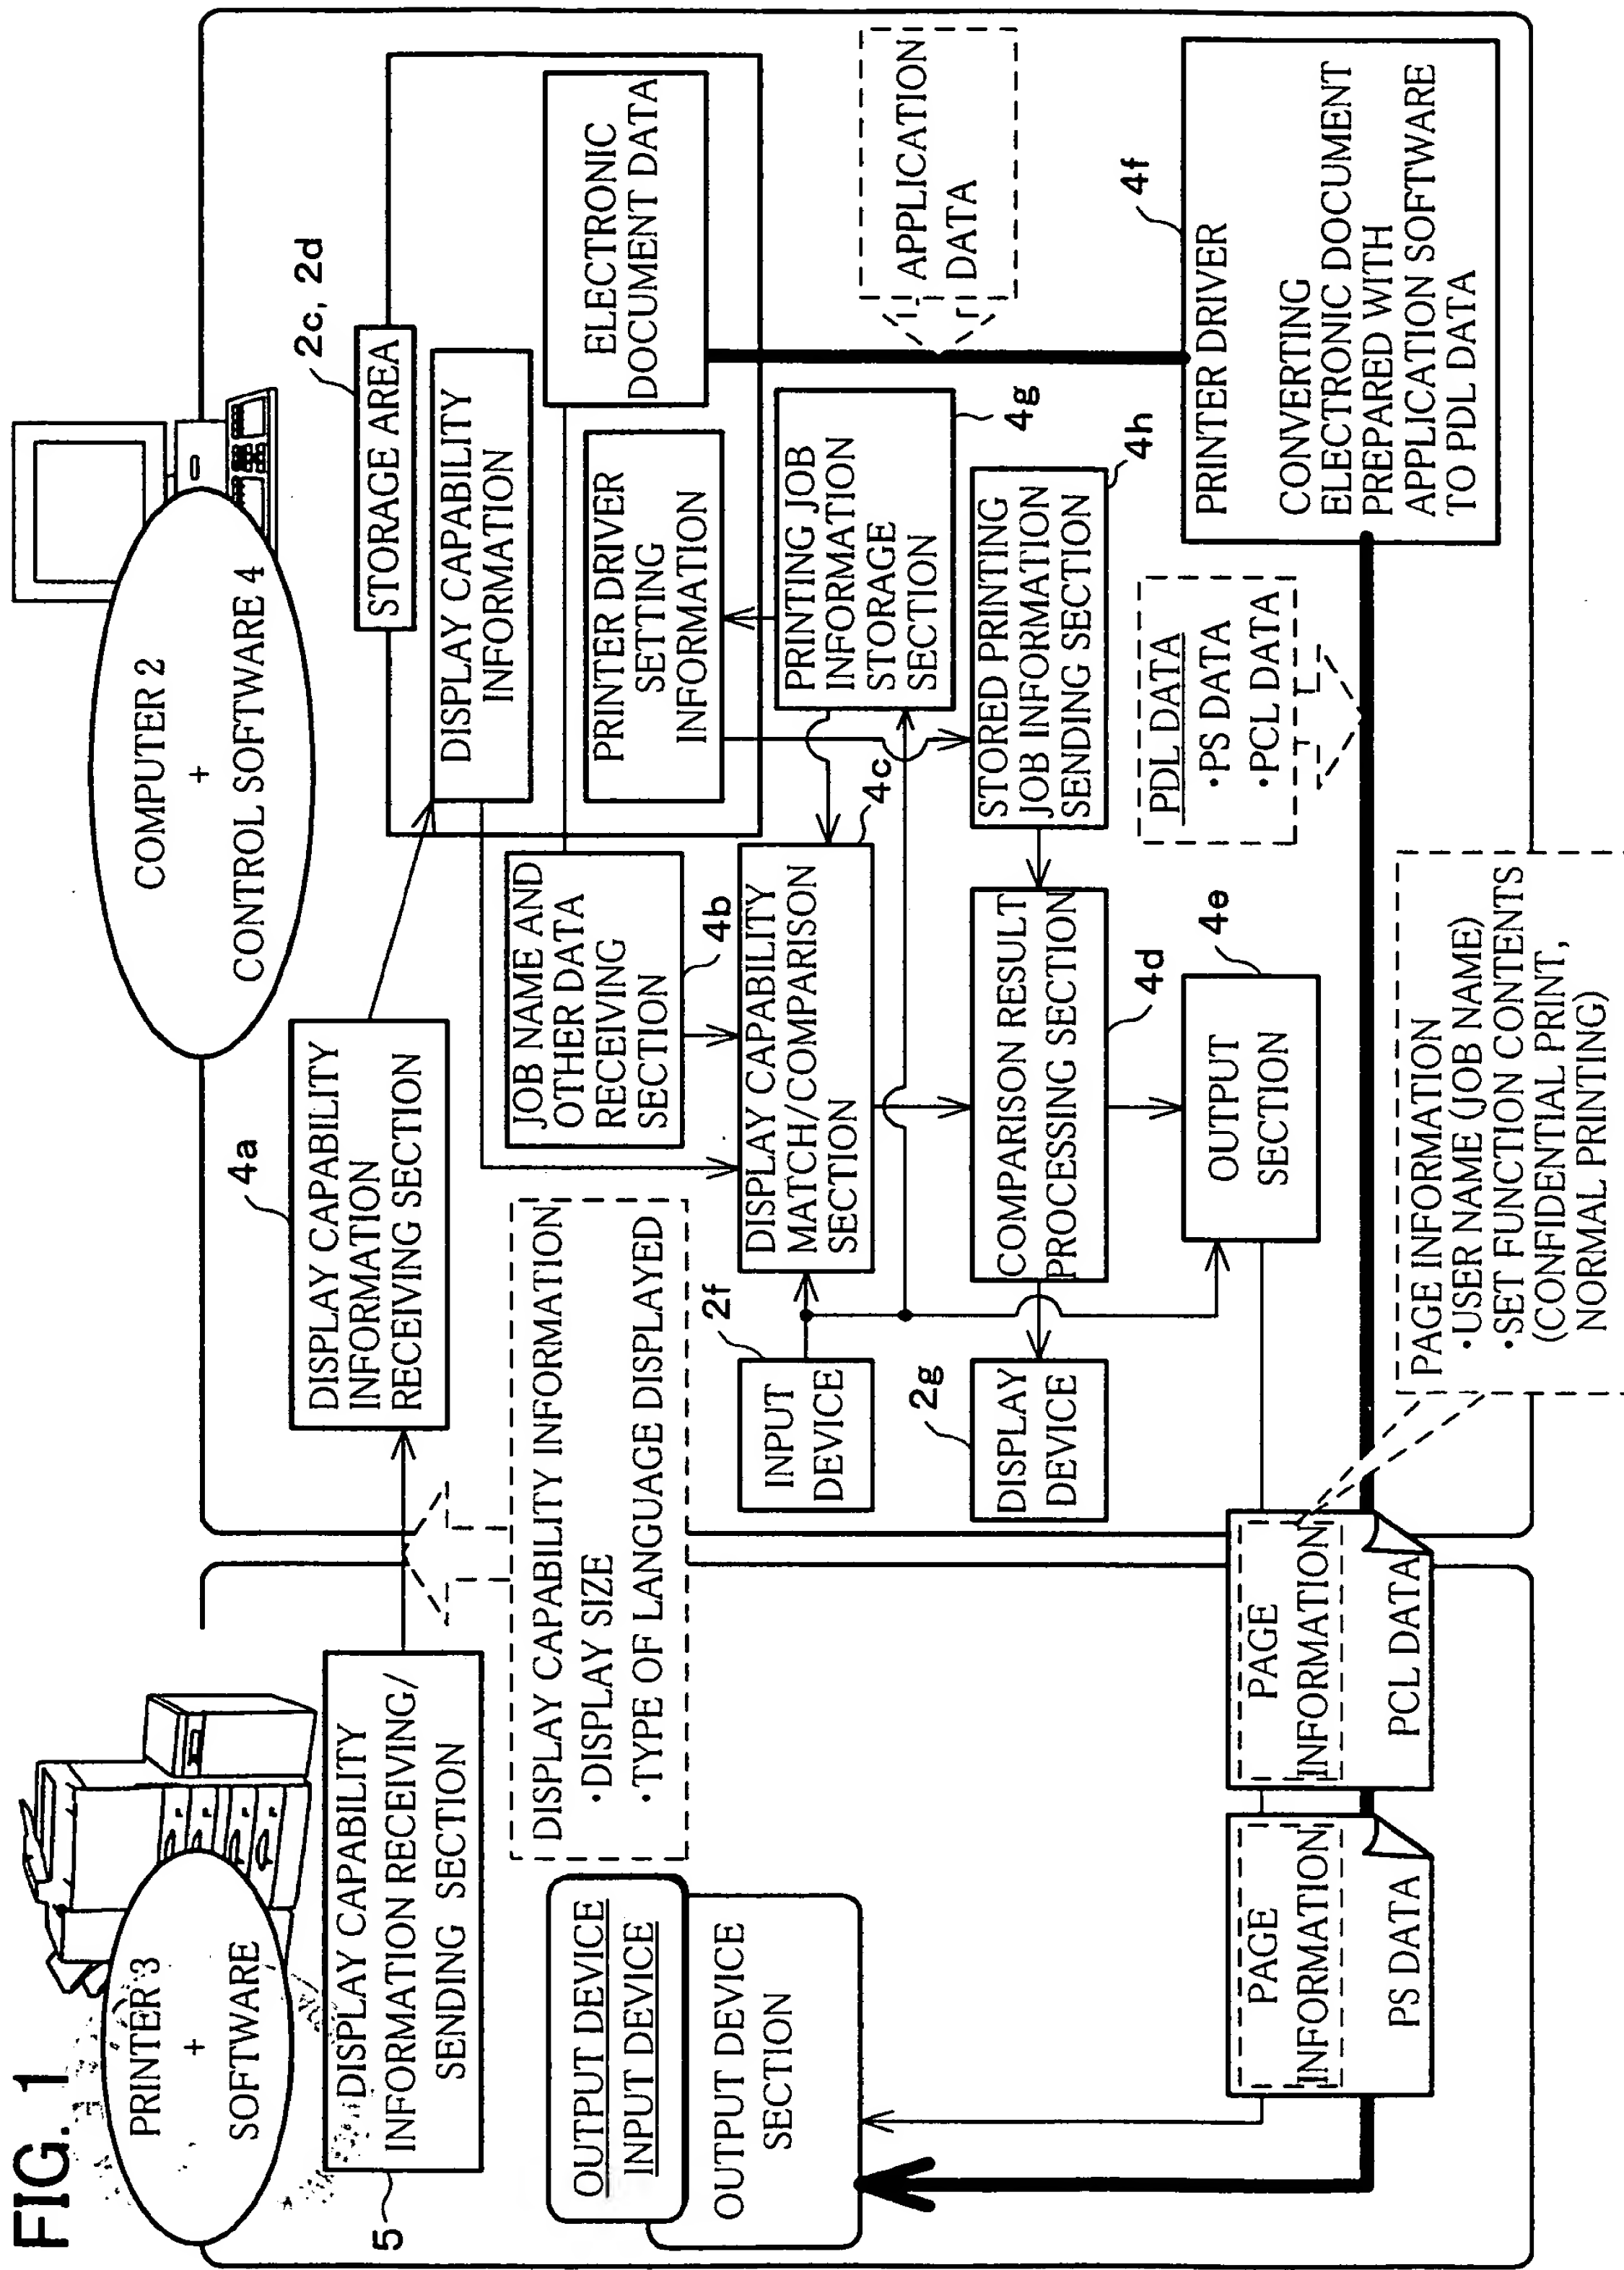 FIG. 1
PRINTER 3
+
SOFTWARE
COMPUTER 2
+
CONTROL SOFTWARE 4
5
DISPLAY CAPABILITY
INFORMATION RECEIVING/
SENDING SECTION
4a
DISPLAY CAPABILITY
INFORMATION
RECEIVING SECTION
2c, 2d
STORAGE AREA
DISPLAY CAPABILITY
INFORMATION
ELECTRONIC
DOCUMENT DATA
PRINTER DRIVER
SETTING
INFORMATION
DISPLAY CAPABILITY INFORMATION
·DISPLAY SIZE
·TYPE OF LANGUAGE DISPLAYED
JOB NAME AND
OTHER DATA
RECEIVING
SECTION
4b
DISPLAY CAPABILITY
MATCH/COMPARISON
SECTION
4c
PRINTING JOB
INFORMATION
STORAGE
SECTION
4g
APPLICATION
DATA
2f
INPUT
DEVICE
2g
DISPLAY
DEVICE
COMPARISON RESULT
PROCESSING SECTION
4d
STORED PRINTING
JOB INFORMATION
SENDING SECTION
4h
OUTPUT DEVICE
INPUT DEVICE
OUTPUT DEVICE
SECTION
OUTPUT
SECTION
4e
PDL DATA
·PS DATA
·PCL DATA
PRINTER DRIVER
4f
CONVERTING
ELECTRONIC DOCUMENT
PREPARED WITH
APPLICATION SOFTWARE
TO PDL DATA
PAGE
INFORMATION
PS DATA
PAGE
INFORMATION
PCL DATA
PAGE INFORMATION
·USER NAME (JOB NAME)
·SET FUNCTION CONTENTS
(CONFIDENTIAL PRINT,
NORMAL PRINTING)